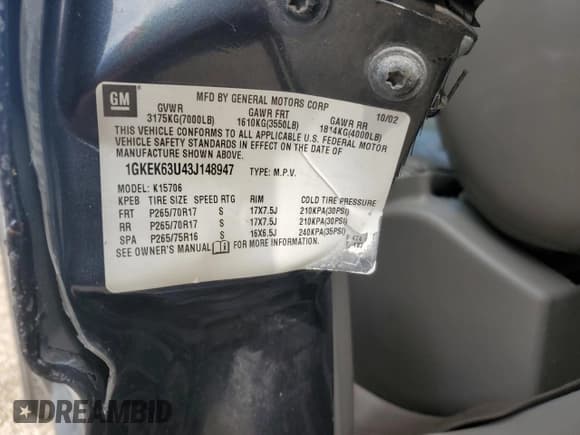 GM
MFD BY GENERAL MOTORS CORP 10/02
GVWR GAWR FRT GAWR RR
3175KG(7000LB) 1610KG(3550LB) 1814KG(4000LB)
THIS VEHICLE CONFORMS TO ALL APPLICABLE U.S. FEDERAL MOTOR
VEHICLE SAFETY STANDARDS IN EFFECT ON THE DATE OF
MANUFACTURE SHOWN ABOVE.
1GKEK63U43J148947 TYPE: M.P.V.
MODEL: K15706
KPEB TIRE SIZE SPEED RTG RIM COLD TIRE PRESSURE
FRT P265/70R17 S 17X7.5J 210KPA(30PSI)
RR P265/70R17 S 17X7.5J 210KPA(30PSI)
SPA P265/75R16 S 16X6.5J 240KPA(35PSI)
SEE OWNER'S MANUAL FOR MORE INFORMATION.
DREAMBID